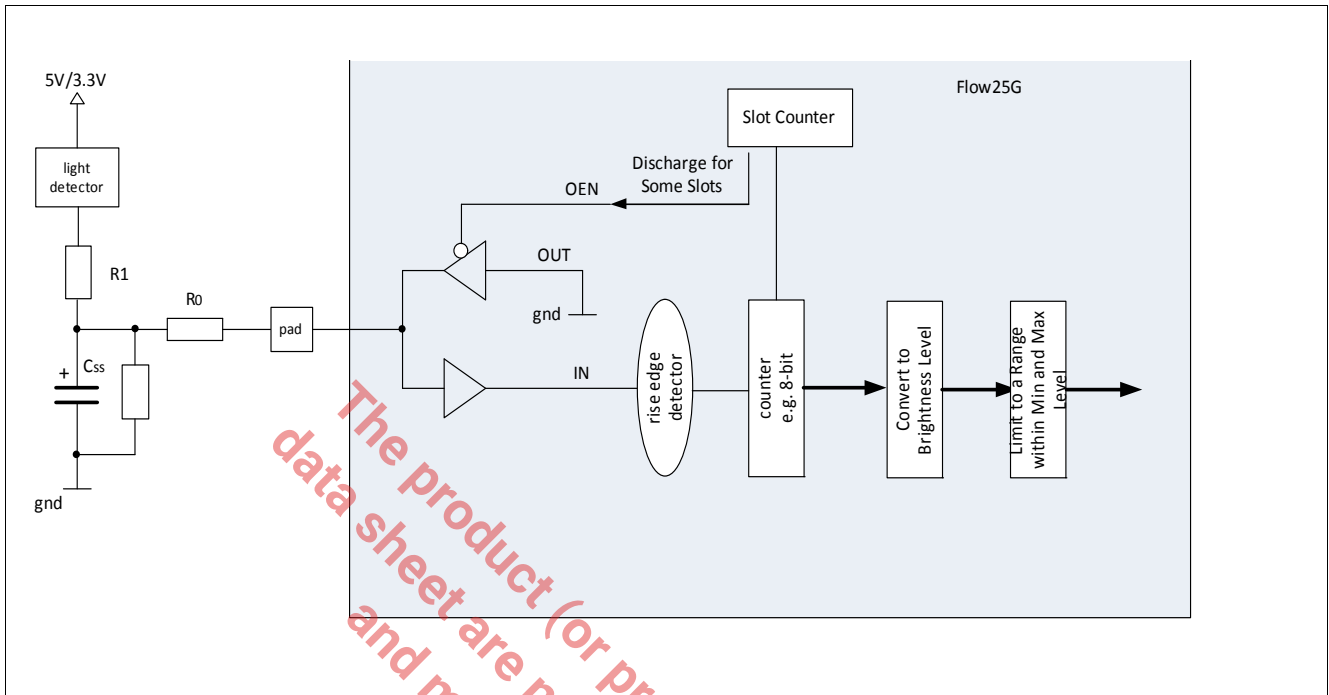 5V/3.3V
light
detector
R1
R0
pad
Css
+
gnd
Flow25G
Slot Counter
Discharge for
Some Slots
OEN
OUT
gnd
IN
rise edge
detector
counter
e.g. 8-bit
Convert to
Brightness Level
Limit to a Range
within Min and Max
Level
The product (or pr
data sheet are
and